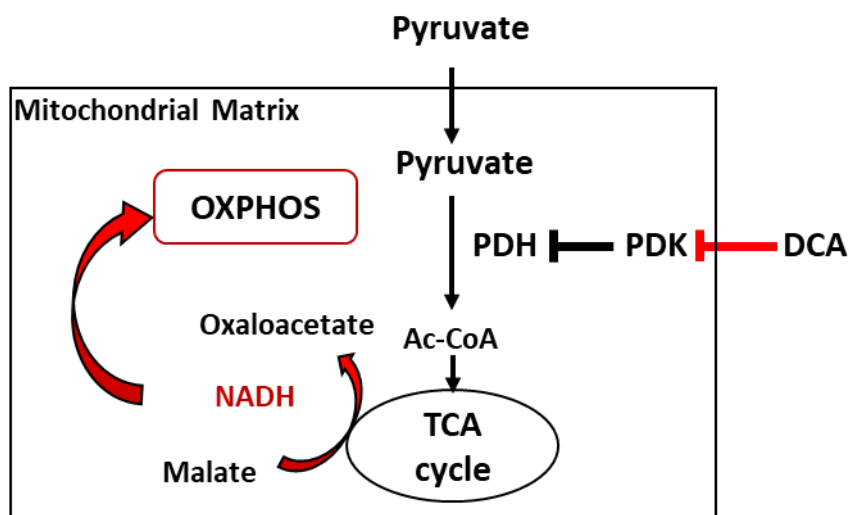 Pyruvate
Mitochondrial Matrix
Pyruvate
OXPHOS
PDH
PDK
DCA
Oxaloacetate
Ac-CoA
NADH
TCA
cycle
Malate